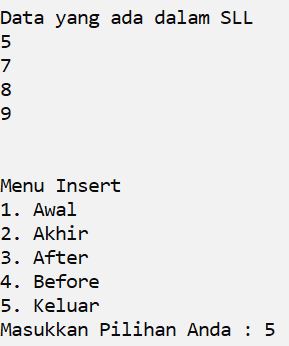 Data yang ada dalam SLL
5
7
8
9
Menu Insert
1. Awal
2. Akhir
3. After
4. Before
5. Keluar
Masukkan Pilihan Anda : 5